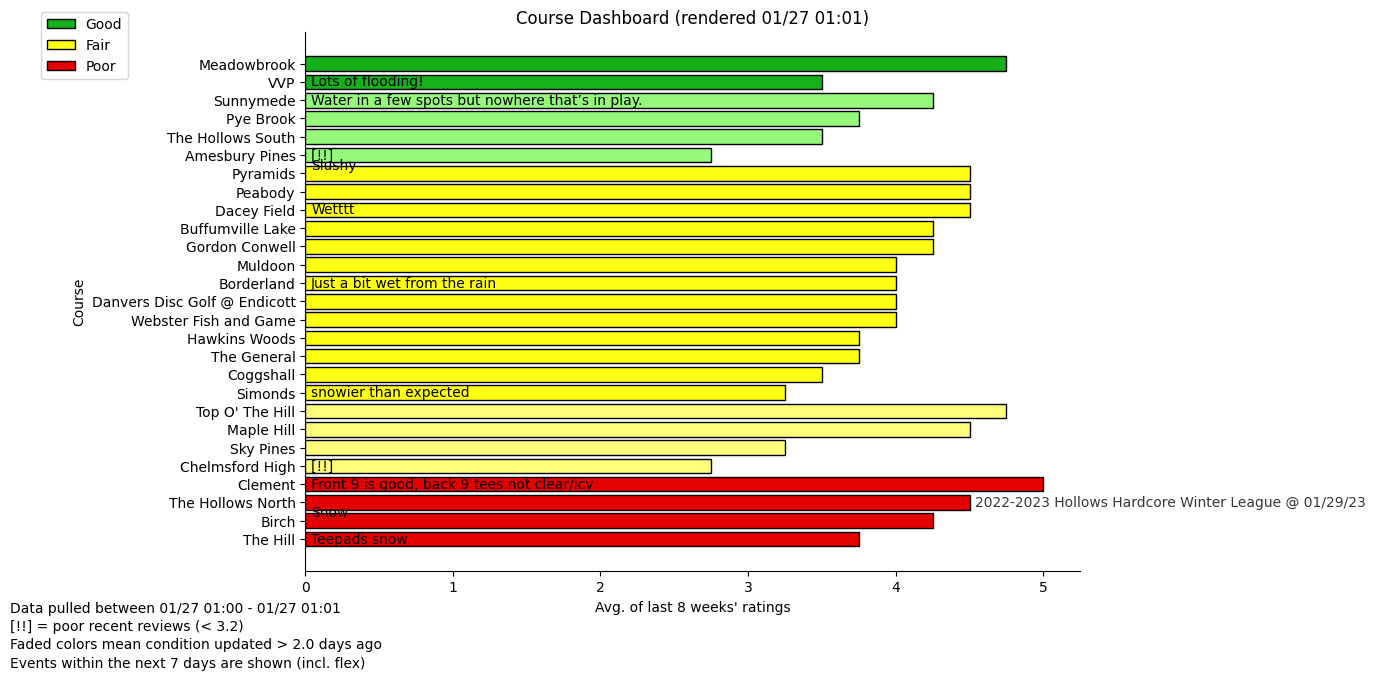 Course Dashboard (rendered 01/27 01:01)
Good
Fair
Poor
Course
Meadowbrook
VVP
Lots of flooding!
Sunnymede
Water in a few spots but nowhere that’s in play.
Pye Brook
The Hollows South
Amesbury Pines
[!!]
Slushy
Pyramids
Peabody
Dacey Field
Wetttt
Buffumville Lake
Gordon Conwell
Muldoon
Borderland
Just a bit wet from the rain
Danvers Disc Golf @ Endicott
Webster Fish and Game
Hawkins Woods
The General
Coggshall
Simonds
snowier than expected
Top O' The Hill
Maple Hill
Sky Pines
Chelmsford High
[!!]
Clement
Front 9 is good, back 9 tees not clear/icy
The Hollows North
2022-2023 Hollows Hardcore Winter League @ 01/29/23
Snow
Birch
The Hill
Teepads snow
0 1 2 3 4 5
Avg. of last 8 weeks' ratings
Data pulled between 01/27 01:00 - 01/27 01:01
[!!] = poor recent reviews (< 3.2)
Faded colors mean condition updated > 2.0 days ago
Events within the next 7 days are shown (incl. flex)